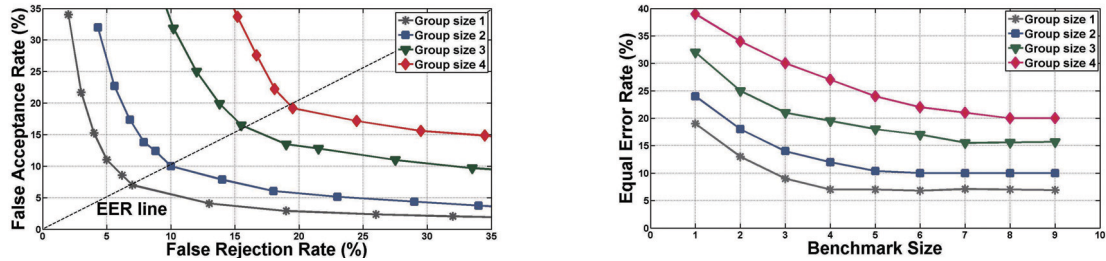 False Acceptance Rate (%)
35
30
25
20
15
10
5
0
0
5
10
15
20
25
30
35
False Rejection Rate (%)
EER line
Group size 1
Group size 2
Group size 3
Group size 4
Equal Error Rate (%)
40
35
30
25
20
15
10
5
0
0
1
2
3
4
5
6
7
8
9
10
Benchmark Size
Group size 1
Group size 2
Group size 3
Group size 4